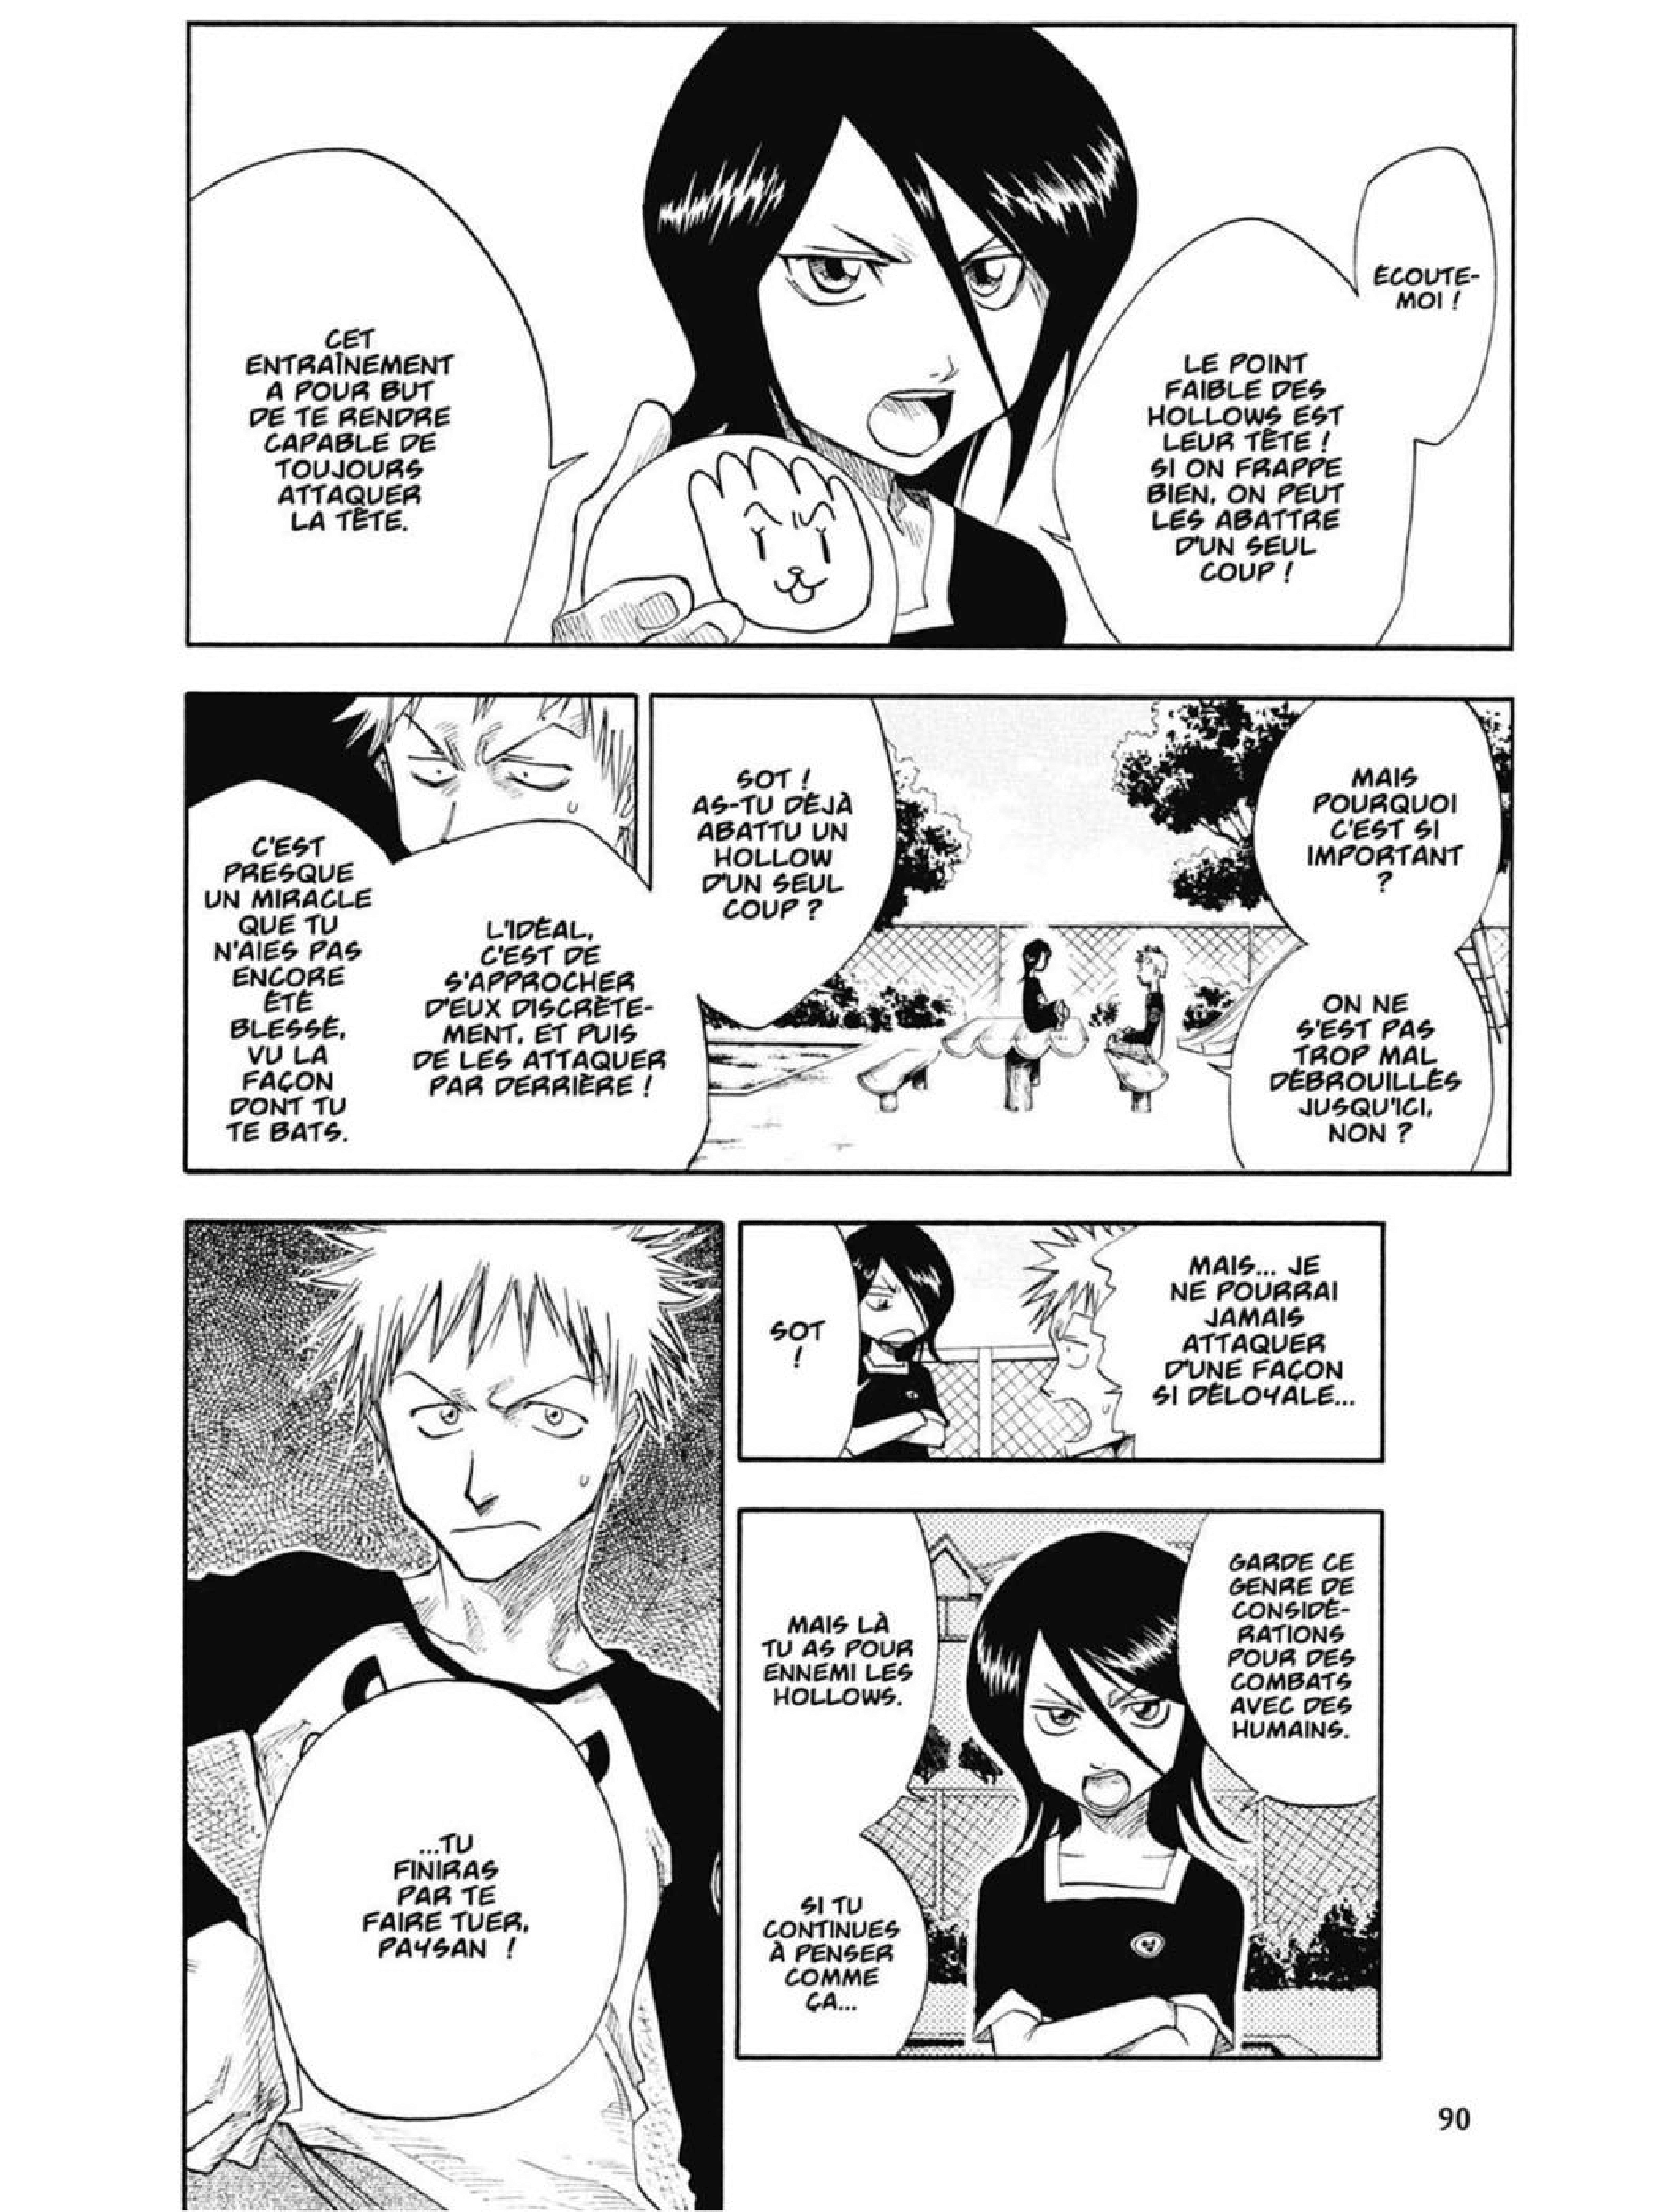 ÉCOUTE-
MOI !
LE POINT
FAIBLE DES
HOLLOWS EST
LEUR TÊTE !
SI ON FRAPPE
BIEN, ON PEUT
LES ABATTRE
D'UN SEUL
COUP !
CET
ENTRAÎNEMENT
A POUR BUT
DE TE RENDRE
CAPABLE DE
TOUJOURS
ATTAQUER
LA TÊTE.
MAIS
POURQUOI
C'EST SI
IMPORTANT
?
ON NE
S'EST PAS
TROP MAL
DÉBROUILLÉS
JUSQU'ICI,
NON ?
SOT !
AS-TU DÉJÀ
ABATTU UN
HOLLOW
D'UN SEUL
COUP ?
L'IDÉAL,
C'EST DE
S'APPROCHER
D'EUX DISCRÈTE-
MENT, ET PUIS
DE LES ATTAQUER
PAR DERRIÈRE !
C'EST
PRESQUE
UN MIRACLE
QUE TU
N'AIES PAS
ENCORE
ÉTÉ
BLESSÉ,
VU LA
FAÇON
DONT TU
TE BATS.
MAIS... JE
NE POURRAI
JAMAIS
ATTAQUER
D'UNE FAÇON
SI DÉLOYALE...
SOT
!
GARDE CE
GENRE DE
CONSIDÉ-
RATIONS
POUR DES
COMBATS
AVEC DES
HUMAINS.
MAIS LÀ
TU AS POUR
ENNEMI LES
HOLLOWS.
SI TU
CONTINUES
À PENSER
COMME
ÇA...
...TU
FINIRAS
PAR TE
FAIRE TUER,
PAYSAN !
90